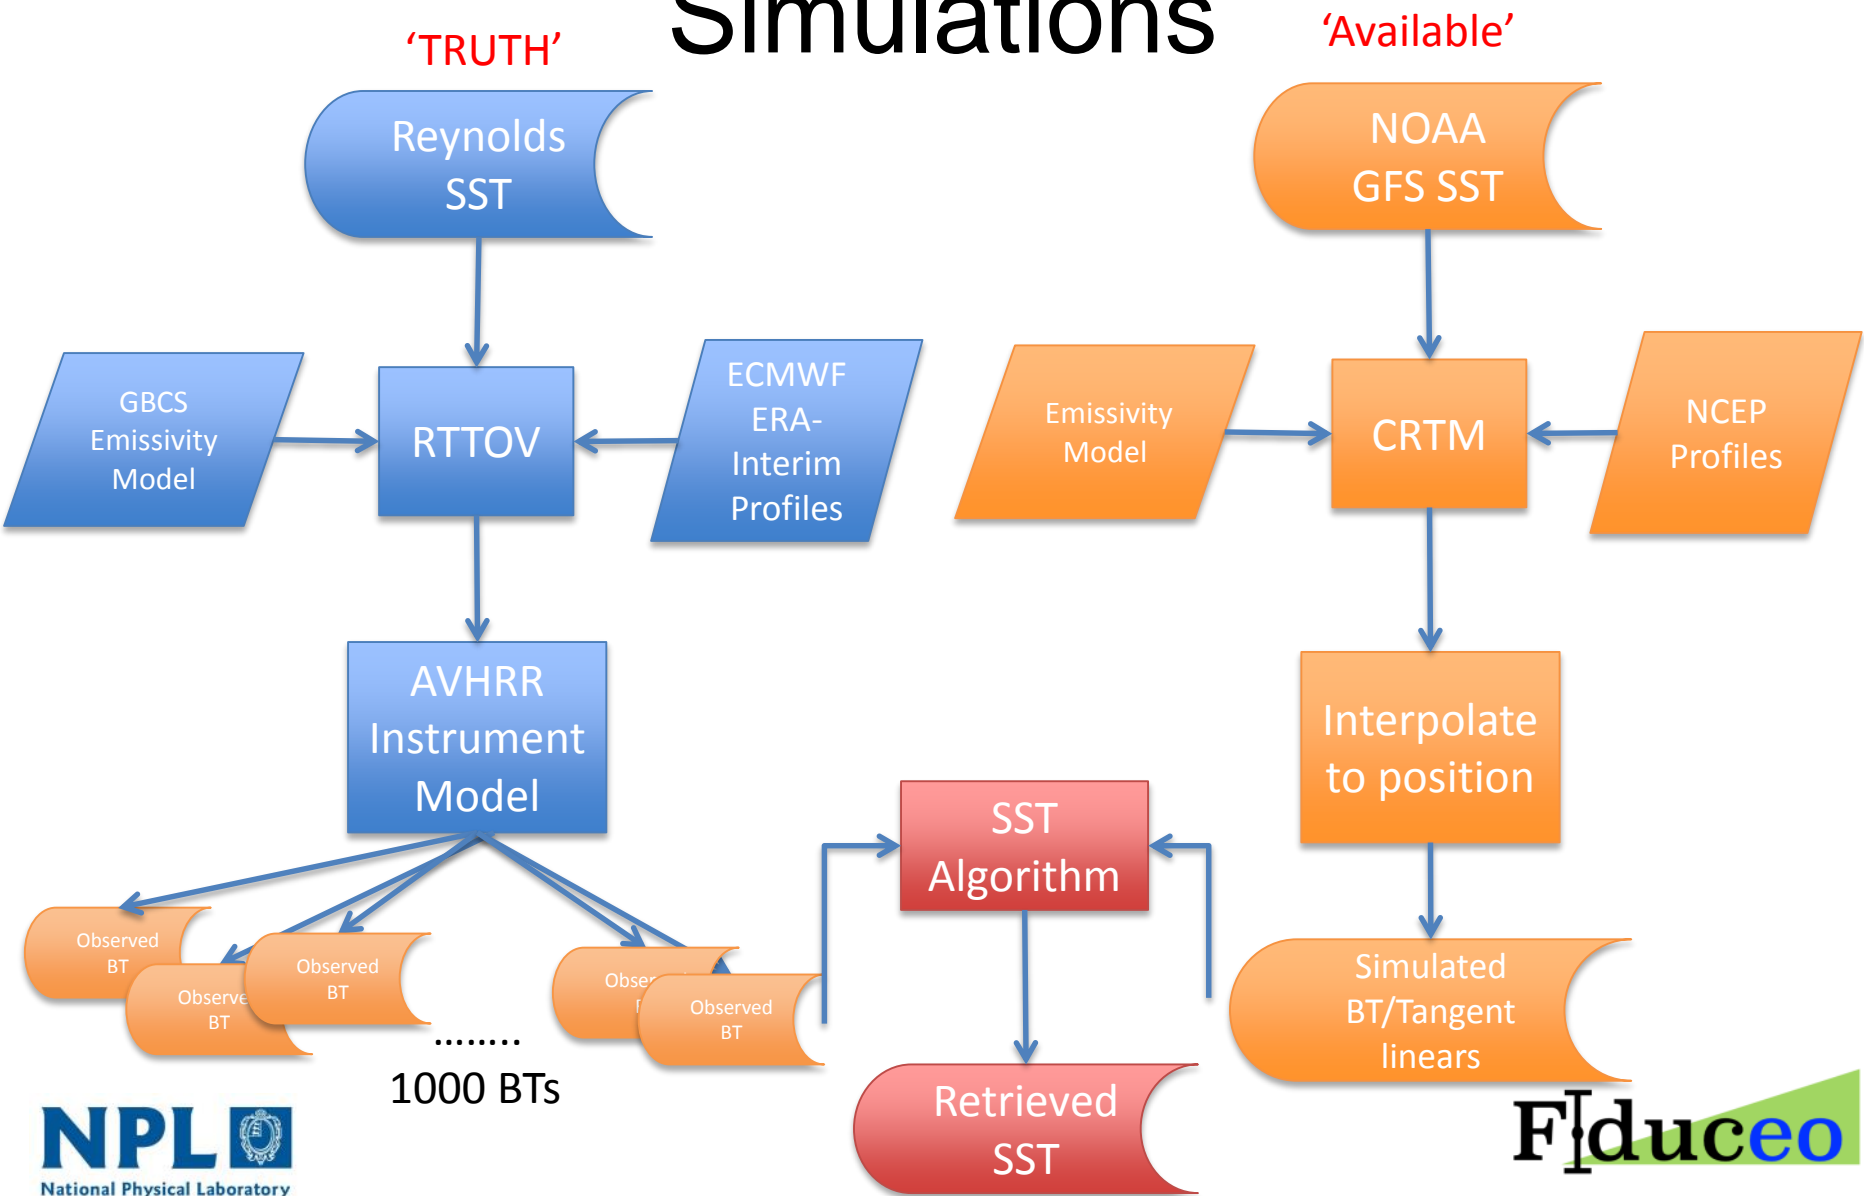 Simulations
‘TRUTH’
‘Available’
Reynolds
SST
NOAA
GFS SST
GBCS
Emissivity
Model
RTTOV
ECMWF
ERA-
Interim
Profiles
Emissivity
Model
CRTM
NCEP
Profiles
AVHRR
Instrument
Model
Interpolate
to position
SST
Algorithm
Observed
BT
Observe
BT
Observed
BT
Obser
Observed
BT
........
1000 BTs
Simulated
BT/Tangent
linears
Retrieved
SST
NPL
National Physical Laboratory
Fiduceo